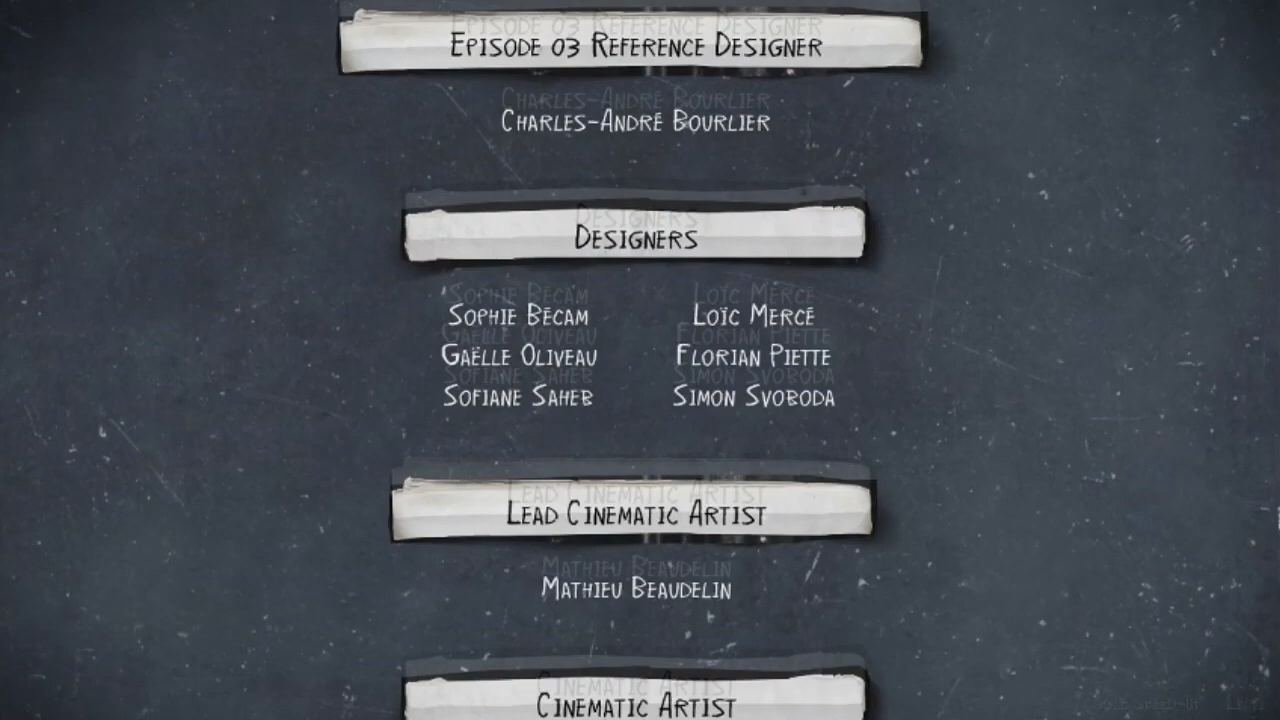 Episode 03 Reference Designer
Charles-André Bourlier
Designers
Sophie Bécam
Loïc Mercé
Gaëlle Oliveau
Florian Piette
Sofiane Saheb
Simon Svoboda
Lead Cinematic Artist
Mathieu Beaudelin
Cinematic Artist